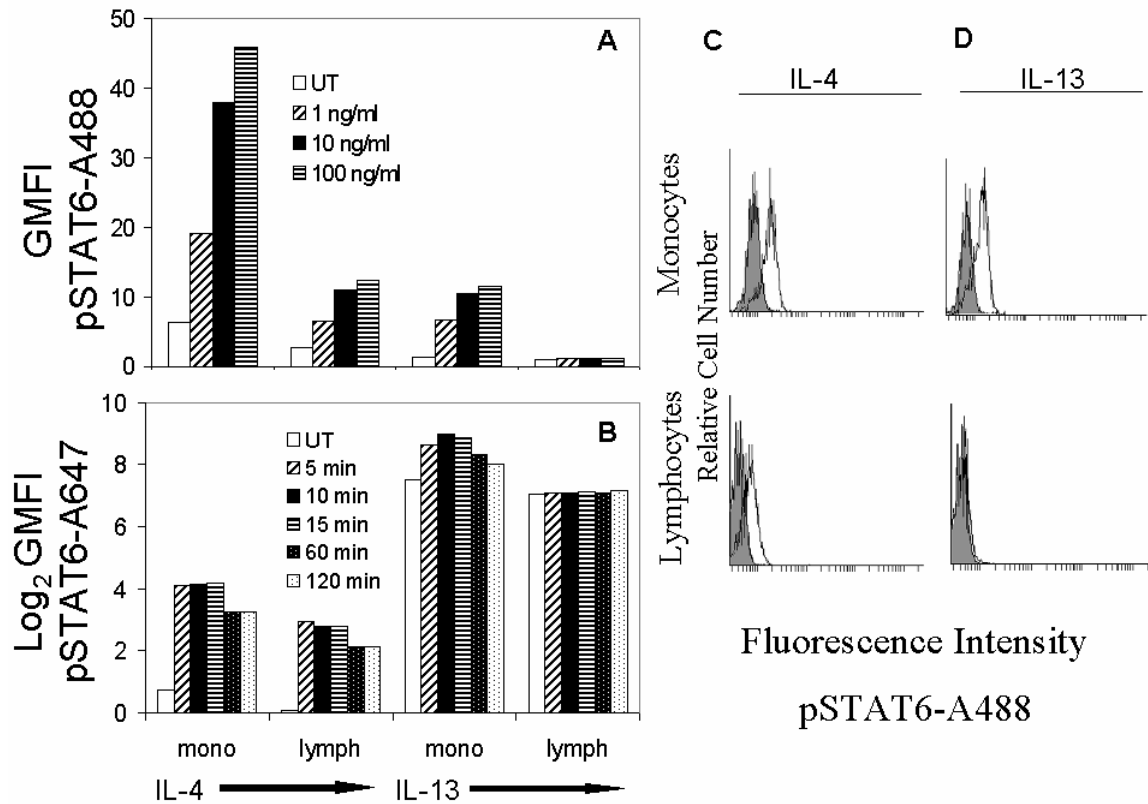 A
50
40
30
20
10
0
GMFI
pSTAT6-A488
UT
1 ng/ml
10 ng/ml
100 ng/ml
B
10
8
6
4
2
0
Log2 GMFI
pSTAT6-A647
UT
5 min
10 min
15 min
60 min
120 min
mono
lymph
mono
lymph
IL-4
IL-13
C
D
IL-4
IL-13
Monocytes
Lymphocytes
Relative Cell Number
Fluorescence Intensity
pSTAT6-A488